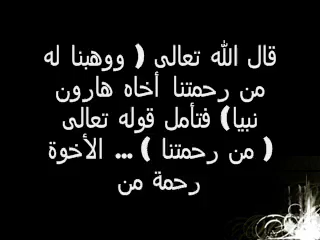 قال الله تعالى ( ووهبنا له
من رحمتنا أخاه هارون
نبيا) فتأمل قوله تعالى
( من رحمتنا ) ... الأخوة
رحمة من